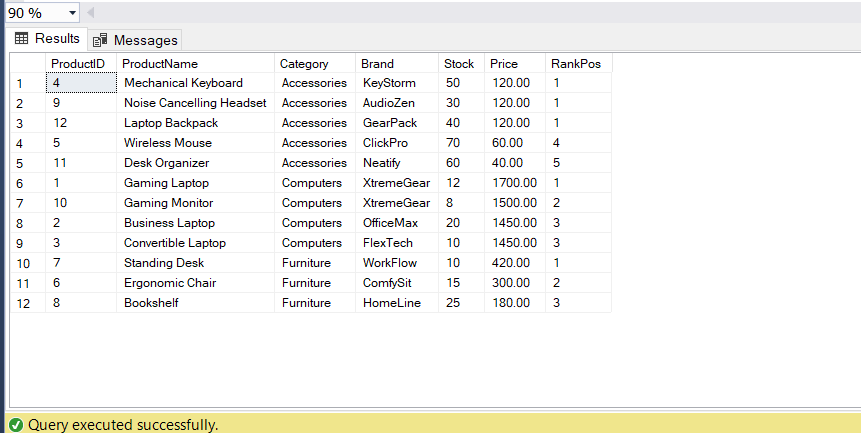 90 %
Results Messages
ProductID ProductName Category Brand Stock Price RankPos
1 4 Mechanical Keyboard Accessories KeyStorm 50 120.00 1
2 9 Noise Cancelling Headset Accessories AudioZen 30 120.00 1
3 12 Laptop Backpack Accessories GearPack 40 120.00 1
4 5 Wireless Mouse Accessories ClickPro 70 60.00 4
5 11 Desk Organizer Accessories Neatify 60 40.00 5
6 1 Gaming Laptop Computers XtremeGear 12 1700.00 1
7 10 Gaming Monitor Computers XtremeGear 8 1500.00 2
8 2 Business Laptop Computers OfficeMax 20 1450.00 3
9 3 Convertible Laptop Computers FlexTech 10 1450.00 3
10 7 Standing Desk Furniture WorkFlow 10 420.00 1
11 6 Ergonomic Chair Furniture ComfySit 15 300.00 2
12 8 Bookshelf Furniture HomeLine 25 180.00 3
Query executed successfully.